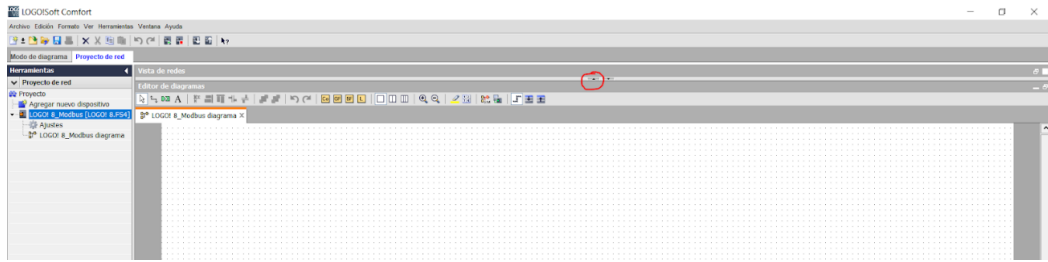 LOGO!Soft Comfort
Archivo Edición Formato Ver Herramientas Ventana Ayuda
Modo de diagrama Proyecto de red
Herramientas
Vista de redes
Proyecto de red
Editor de diagramas
Proyecto
Agregar nuevo dispositivo
LOGO! 8_Modbus [LOGO! 8.FS4]
LOGO! 8_Modbus diagrama
Ajustes
LOGO! 8_Modbus diagrama